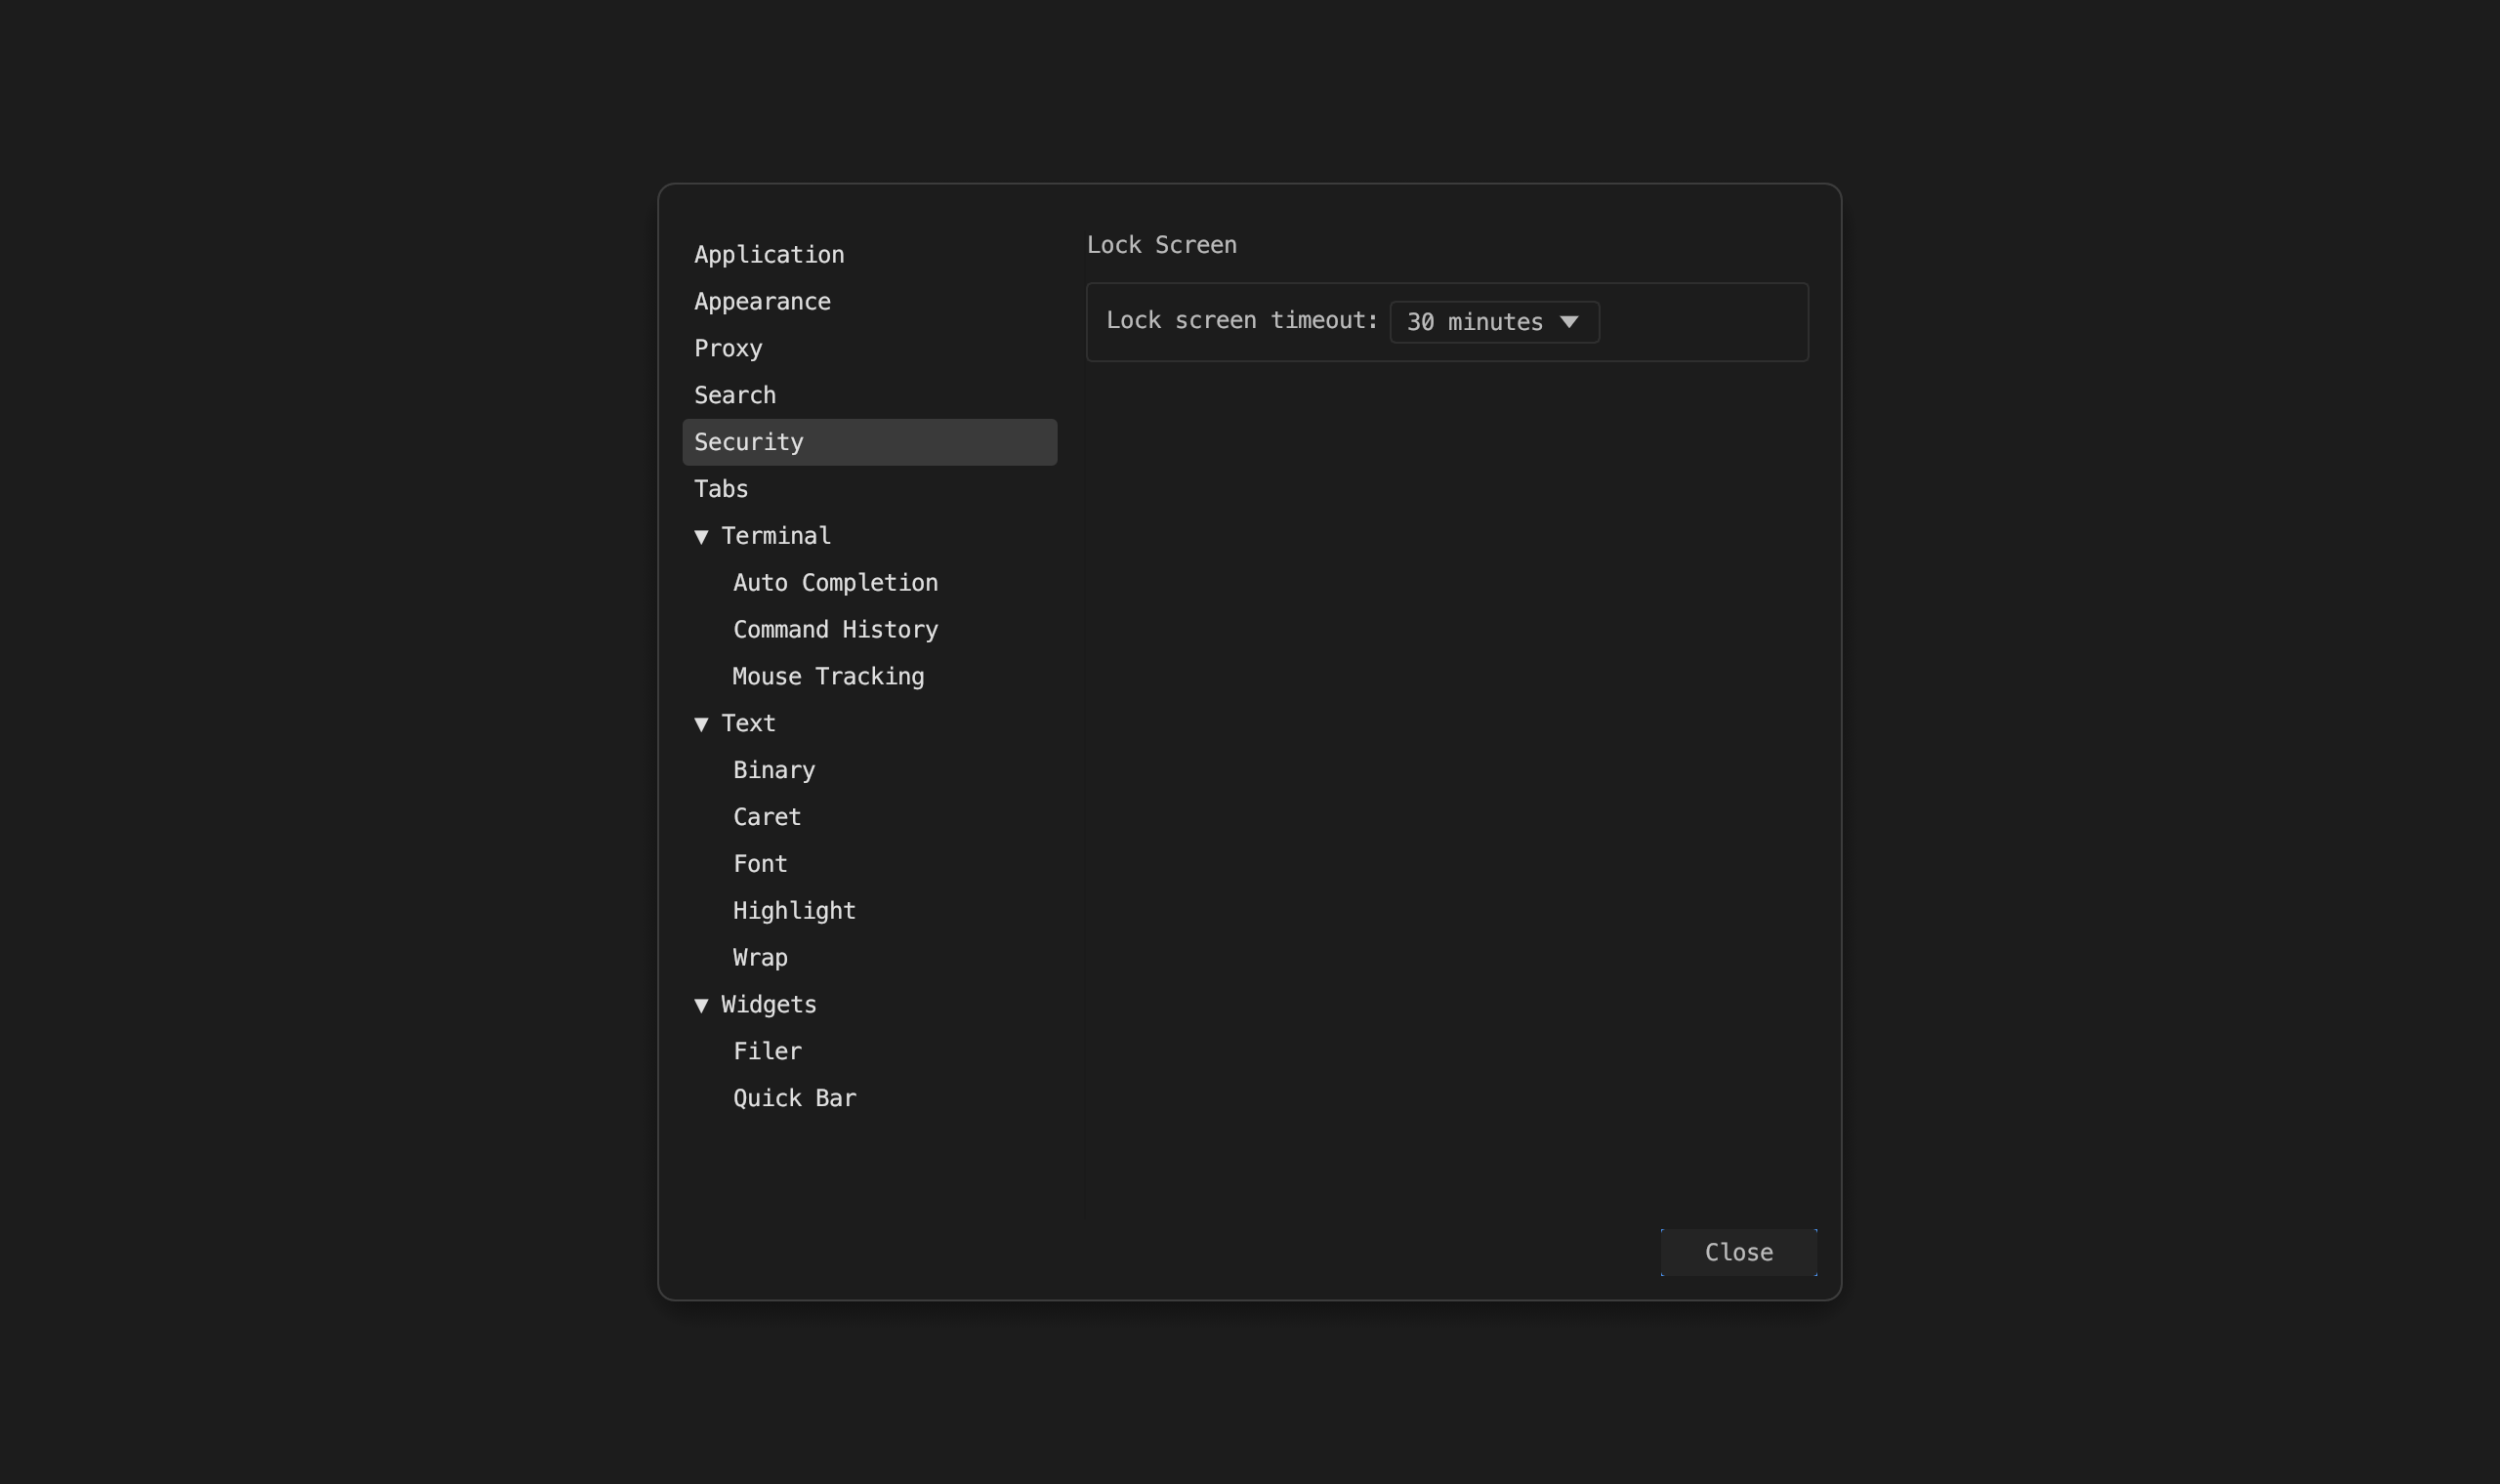 Application
Appearance
Proxy
Search
Security
Tabs
▼ Terminal
Auto Completion
Command History
Mouse Tracking
▼ Text
Binary
Caret
Font
Highlight
Wrap
▼ Widgets
Filer
Quick Bar
Lock Screen
Lock screen timeout: 30 minutes ▼
Close